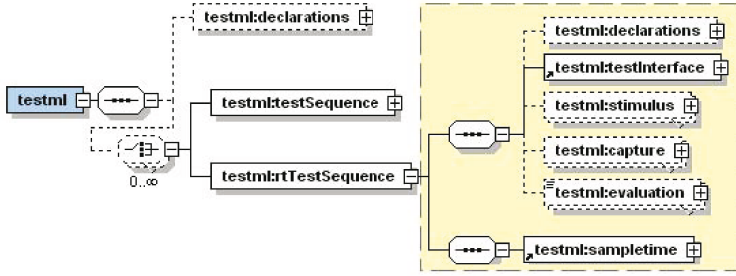 testml:declarations
testml:declarations
testml:testInterface
testml
testml:testSequence
testml:stimulus
testml:capture
0..∞
testml:rtTestSequence
testml:evaluation
testml:sampletime